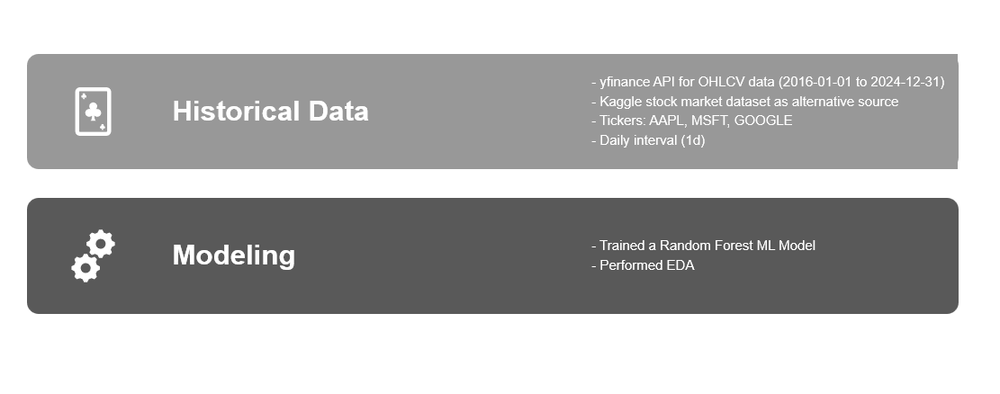 Historical Data
- yfinance API for OHLCV data (2016-01-01 to 2024-12-31)
- Kaggle stock market dataset as alternative source
- Tickers: AAPL, MSFT, GOOGLE
- Daily interval (1d)
Modeling
- Trained a Random Forest ML Model
- Performed EDA